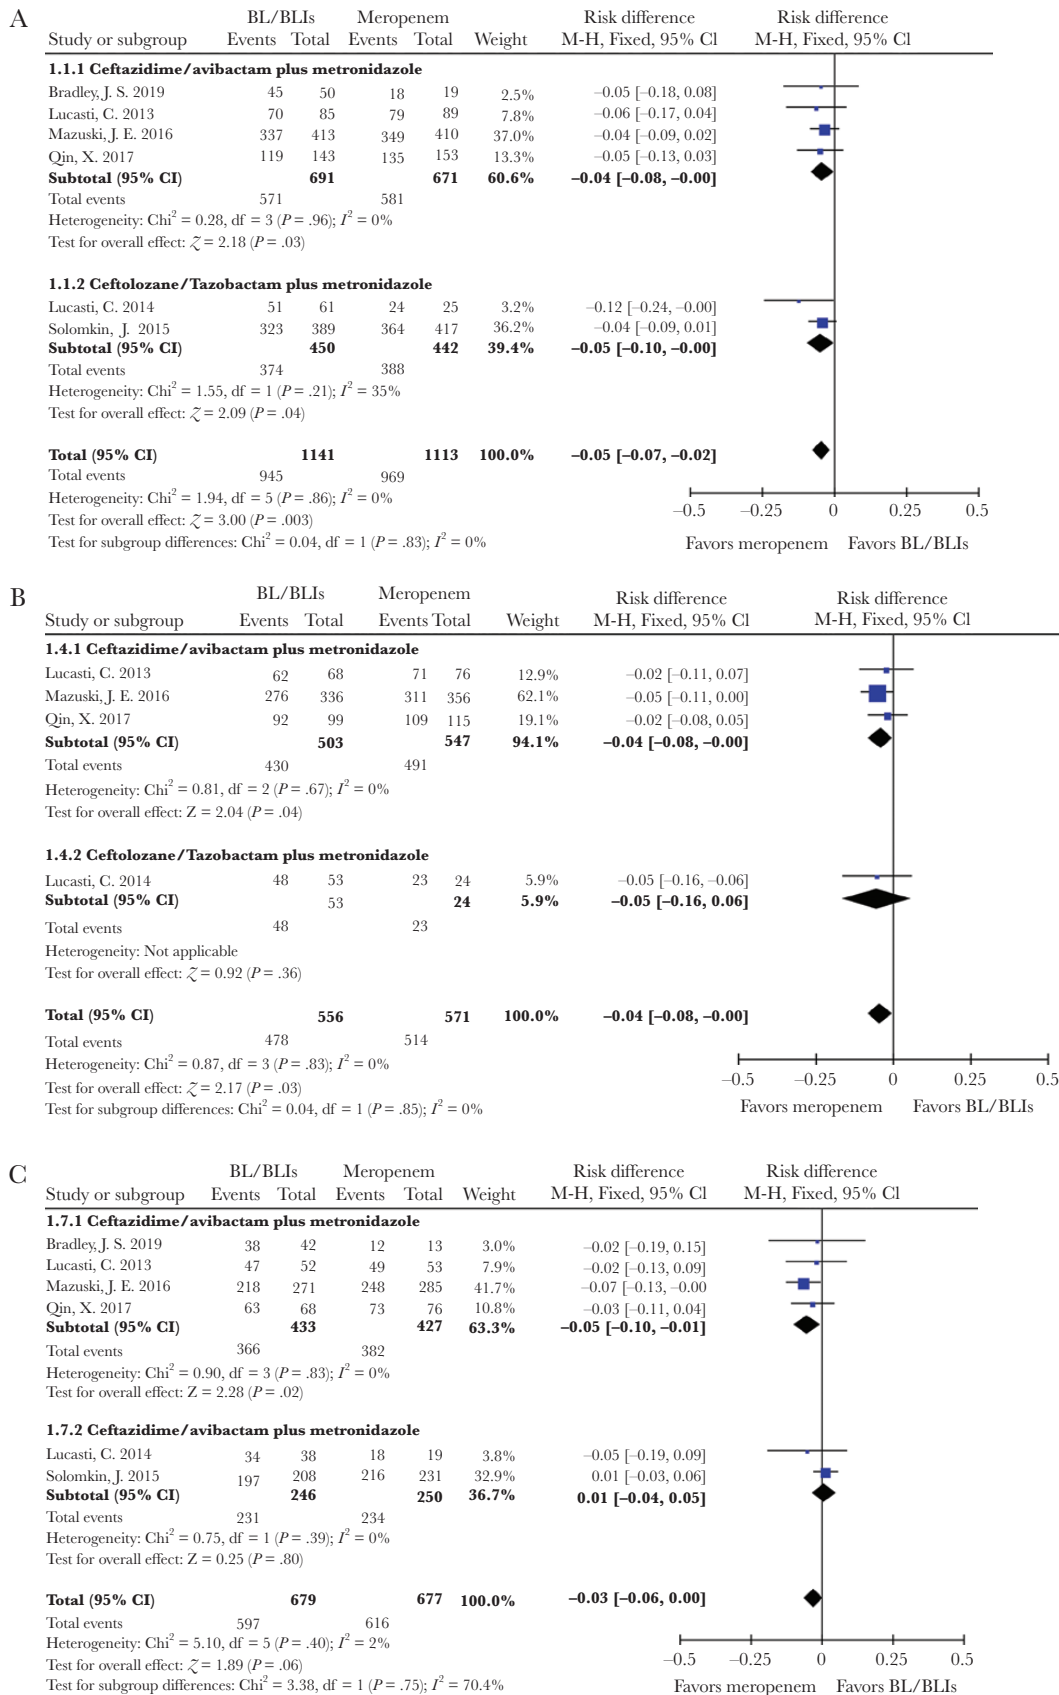 A
BL/BLIs Meropenem Risk difference Risk difference
Study or subgroup Events Total Events Total Weight M-H, Fixed, 95% Cl M-H, Fixed, 95% Cl
1.1.1 Ceftazidime/avibactam plus metronidazole
Bradley, J. S. 2019 45 50 18 19 2.5% –0.05 [–0.18, 0.08]
Lucasti, C. 2013 70 85 79 89 7.8% –0.06 [–0.17, 0.04]
Mazuski, J. E. 2016 337 413 349 410 37.0% –0.04 [–0.09, 0.02]
Qin, X. 2017 119 143 135 153 13.3% –0.05 [–0.13, 0.03]
Subtotal (95% CI) 691 671 60.6% –0.04 [–0.08, –0.00]
Total events 571 581
Heterogeneity: Chi² = 0.28, df = 3 (P = .96); I² = 0%
Test for overall effect: Z = 2.18 (P = .03)
1.1.2 Ceftolozane/Tazobactam plus metronidazole
Lucasti, C. 2014 51 61 24 25 3.2% –0.12 [–0.24, –0.00]
Solomkin, J. 2015 323 389 364 417 36.2% –0.04 [–0.09, 0.01]
Subtotal (95% CI) 450 442 39.4% –0.05 [–0.10, –0.00]
Total events 374 388
Heterogeneity: Chi² = 1.55, df = 1 (P = .21); I² = 35%
Test for overall effect: Z = 2.09 (P = .04)
Total (95% CI) 1141 1113 100.0% –0.05 [–0.07, –0.02]
Total events 945 969
Heterogeneity: Chi² = 1.94, df = 5 (P = .86); I² = 0%
Test for overall effect: Z = 3.00 (P = .003)
Test for subgroup differences: Chi² = 0.04, df = 1 (P = .83); I² = 0%
–0.5 –0.25 0 0.25 0.5
Favors meropenem Favors BL/BLIs
B
BL/BLIs Meropenem Risk difference Risk difference
Study or subgroup Events Total Events Total Weight M-H, Fixed, 95% Cl M-H, Fixed, 95% Cl
1.4.1 Ceftazidime/avibactam plus metronidazole
Lucasti, C. 2013 62 68 71 76 12.9% –0.02 [–0.11, 0.07]
Mazuski, J. E. 2016 276 336 311 356 62.1% –0.05 [–0.11, 0.00]
Qin, X. 2017 92 99 109 115 19.1% –0.02 [–0.08, 0.05]
Subtotal (95% CI) 503 547 94.1% –0.04 [–0.08, –0.00]
Total events 430 491
Heterogeneity: Chi² = 0.81, df = 2 (P = .67); I² = 0%
Test for overall effect: Z = 2.04 (P = .04)
1.4.2 Ceftolozane/Tazobactam plus metronidazole
Lucasti, C. 2014 48 53 23 24 5.9% –0.05 [–0.16, –0.06]
Subtotal (95% CI) 53 24 5.9% –0.05 [–0.16, 0.06]
Total events 48 23
Heterogeneity: Not applicable
Test for overall effect: Z = 0.92 (P = .36)
Total (95% CI) 556 571 100.0% –0.04 [–0.08, –0.00]
Total events 478 514
Heterogeneity: Chi² = 0.87, df = 3 (P = .83); I² = 0%
Test for overall effect: Z = 2.17 (P = .03)
Test for subgroup differences: Chi² = 0.04, df = 1 (P = .85); I² = 0%
–0.5 –0.25 0 0.25 0.5
Favors meropenem Favors BL/BLIs
C
BL/BLIs Meropenem Risk difference Risk difference
Study or subgroup Events Total Events Total Weight M-H, Fixed, 95% Cl M-H, Fixed, 95% Cl
1.7.1 Ceftazidime/avibactam plus metronidazole
Bradley, J. S. 2019 38 42 12 13 3.0% –0.02 [–0.19, 0.15]
Lucasti, C. 2013 47 52 49 53 7.9% –0.02 [–0.13, 0.09]
Mazuski, J. E. 2016 218 271 248 285 41.7% –0.07 [–0.13, –0.00
Qin, X. 2017 63 68 73 76 10.8% –0.03 [–0.11, 0.04]
Subtotal (95% CI) 433 427 63.3% –0.05 [–0.10, –0.01]
Total events 366 382
Heterogeneity: Chi² = 0.90, df = 3 (P = .83); I² = 0%
Test for overall effect: Z = 2.28 (P = .02)
1.7.2 Ceftazidime/avibactam plus metronidazole
Lucasti, C. 2014 34 38 18 19 3.8% –0.05 [–0.19, 0.09]
Solomkin, J. 2015 197 208 216 231 32.9% 0.01 [–0.03, 0.06]
Subtotal (95% CI) 246 250 36.7% 0.01 [–0.04, 0.05]
Total events 231 234
Heterogeneity: Chi² = 0.75, df = 1 (P = .39); I² = 0%
Test for overall effect: Z = 0.25 (P = .80)
Total (95% CI) 679 677 100.0% –0.03 [–0.06, 0.00]
Total events 597 616
Heterogeneity: Chi² = 5.10, df = 5 (P = .40); I² = 2%
Test for overall effect: Z = 1.89 (P = .06)
Test for subgroup differences: Chi² = 3.38, df = 1 (P = .75); I² = 70.4%
–0.5 –0.25 0 0.25 0.5
Favors meropenem Favors BL/BLIs